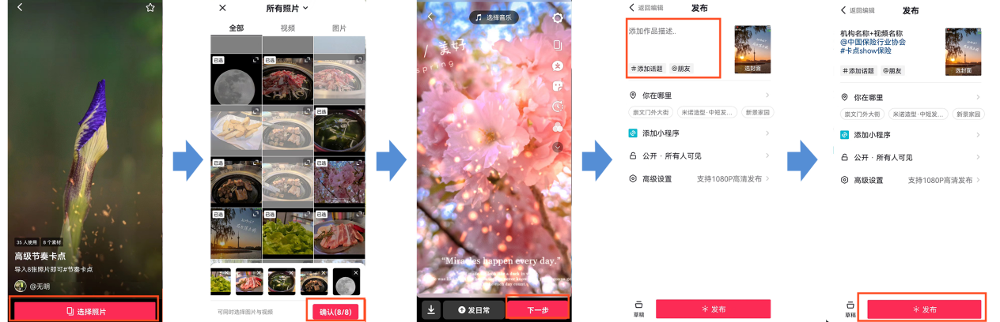 35 人使用 8 个素材
高级节奏卡点
导入8张照片即可#节奏卡点
@无明
选择照片
所有照片
全部 视频 图片
已选
已选
已选
已选
已选
已选
已选
已选
可同时选择图片与视频
确认(8/8)
选择音乐
美好
spring
"Miracles happen every day."
发日常
下一步
返回编辑 发布
添加作品描述..
#添加话题 @朋友
选封面
你在哪里
崇文门外大街 米诺造型·中短发... 新景家园
添加小程序
公开 · 所有人可见
高级设置 支持1080P高清发布
草稿
发布
返回编辑 发布
机构名称+视频名称
@中国保险行业协会
#卡点show保险
#添加话题 @朋友
选封面
你在哪里
崇文门外大街 米诺造型·中短发... 新景家园
添加小程序
公开 · 所有人可见
高级设置 支持1080P高清发布
草稿
发布